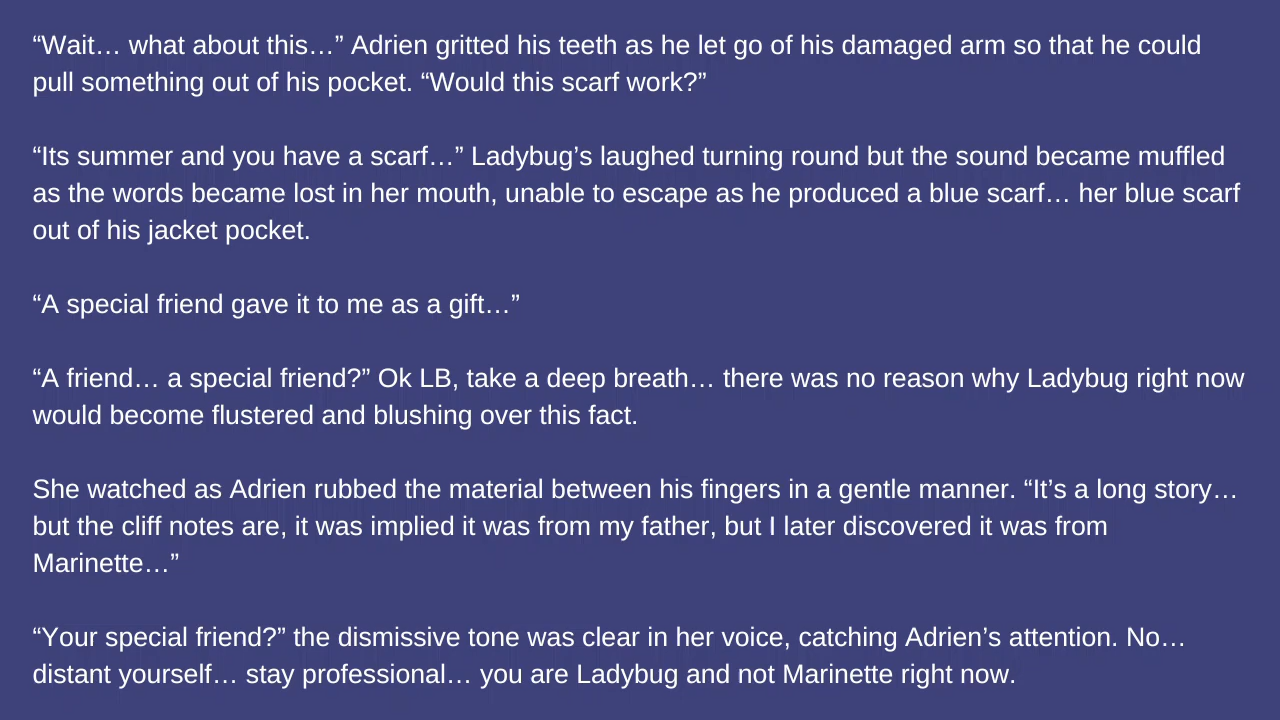 “Wait… what about this…” Adrien gritted his teeth as he let go of his damaged arm so that he could
pull something out of his pocket. “Would this scarf work?”
“Its summer and you have a scarf…” Ladybug’s laughed turning round but the sound became muffled
as the words became lost in her mouth, unable to escape as he produced a blue scarf… her blue scarf
out of his jacket pocket.
“A special friend gave it to me as a gift…”
“A friend… a special friend?” Ok LB, take a deep breath… there was no reason why Ladybug right now
would become flustered and blushing over this fact.
She watched as Adrien rubbed the material between his fingers in a gentle manner. “It’s a long story…
but the cliff notes are, it was implied it was from my father, but I later discovered it was from
Marinette…”
“Your special friend?” the dismissive tone was clear in her voice, catching Adrien’s attention. No…
distant yourself… stay professional… you are Ladybug and not Marinette right now.